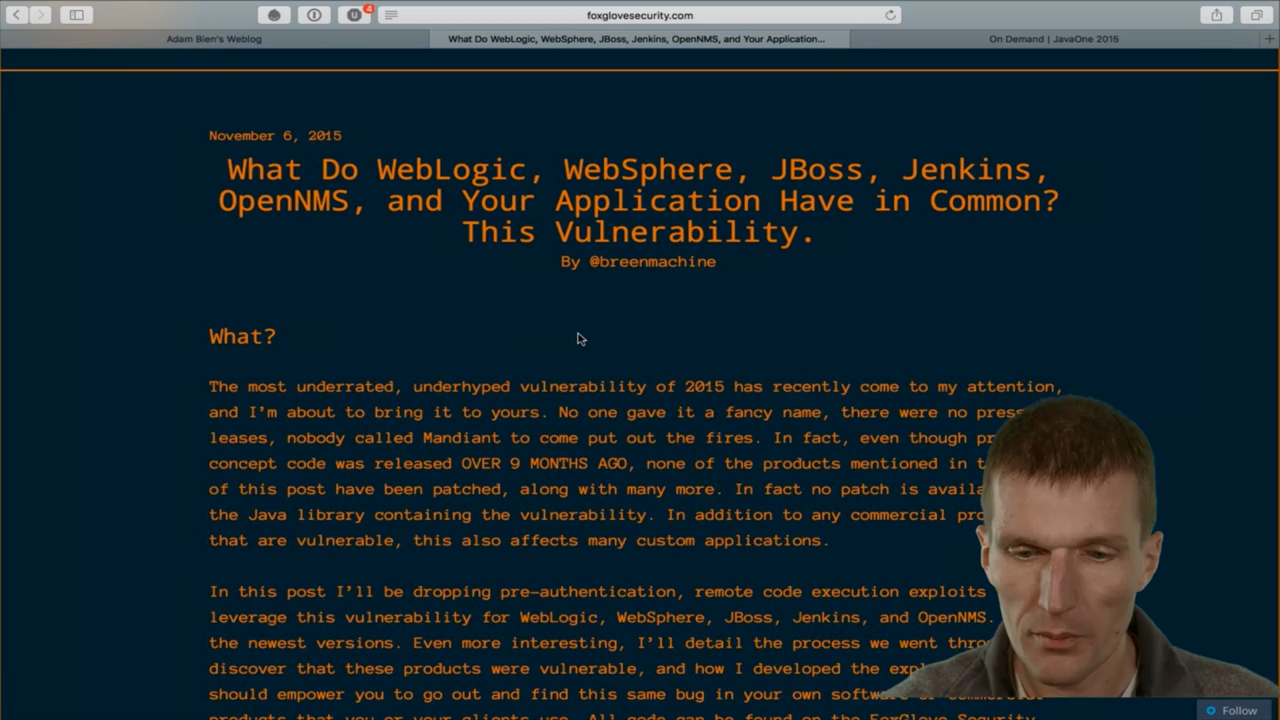 4
foxglovesecurity.com
Adam Bien's Weblog
What Do WebLogic, WebSphere, JBoss, Jenkins, OpenNMS, and Your Application...
On Demand | JavaOne 2015
November 6, 2015
What Do WebLogic, WebSphere, JBoss, Jenkins,
OpenNMS, and Your Application Have in Common?
This Vulnerability.
By @breenmachine
What?
The most underrated, underhyped vulnerability of 2015 has recently come to my attention,
and I'm about to bring it to yours. No one gave it a fancy name, there were no press
leases, nobody called Mandiant to come put out the fires. In fact, even though
concept code was released OVER 9 MONTHS AGO, none of the products mentioned in
of this post have been patched, along with many more. In fact no patch is
the Java library containing the vulnerability. In addition to any commercial
that are vulnerable, this also affects many custom applications.
In this post I'll be dropping pre-authentication, remote code execution exploits
leverage this vulnerability for WebLogic, WebSphere, JBoss, Jenkins, and OpenNMS.
the newest versions. Even more interesting, I'll detail the process we went
discover that these products were vulnerable, and how I developed the
should empower you to go out and find this same bug in your own software or commercial
products that you or your clients use. All code can be found on the FoxGlove Security
Follow